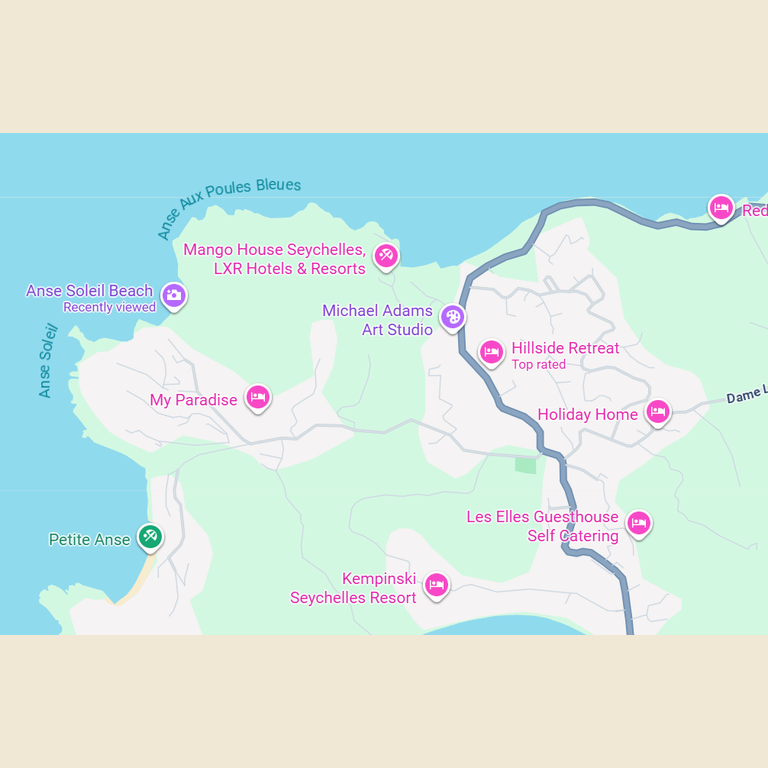 Anse Aux Poules Bleues
Red
Mango House Seychelles,
LXR Hotels & Resorts
Anse Soleil Beach
Recently viewed
Michael Adams
Art Studio
Anse Soleil
Hillside Retreat
Top rated
Dame L
My Paradise
Holiday Home
Les Elles Guesthouse
Self Catering
Petite Anse
Kempinski
Seychelles Resort